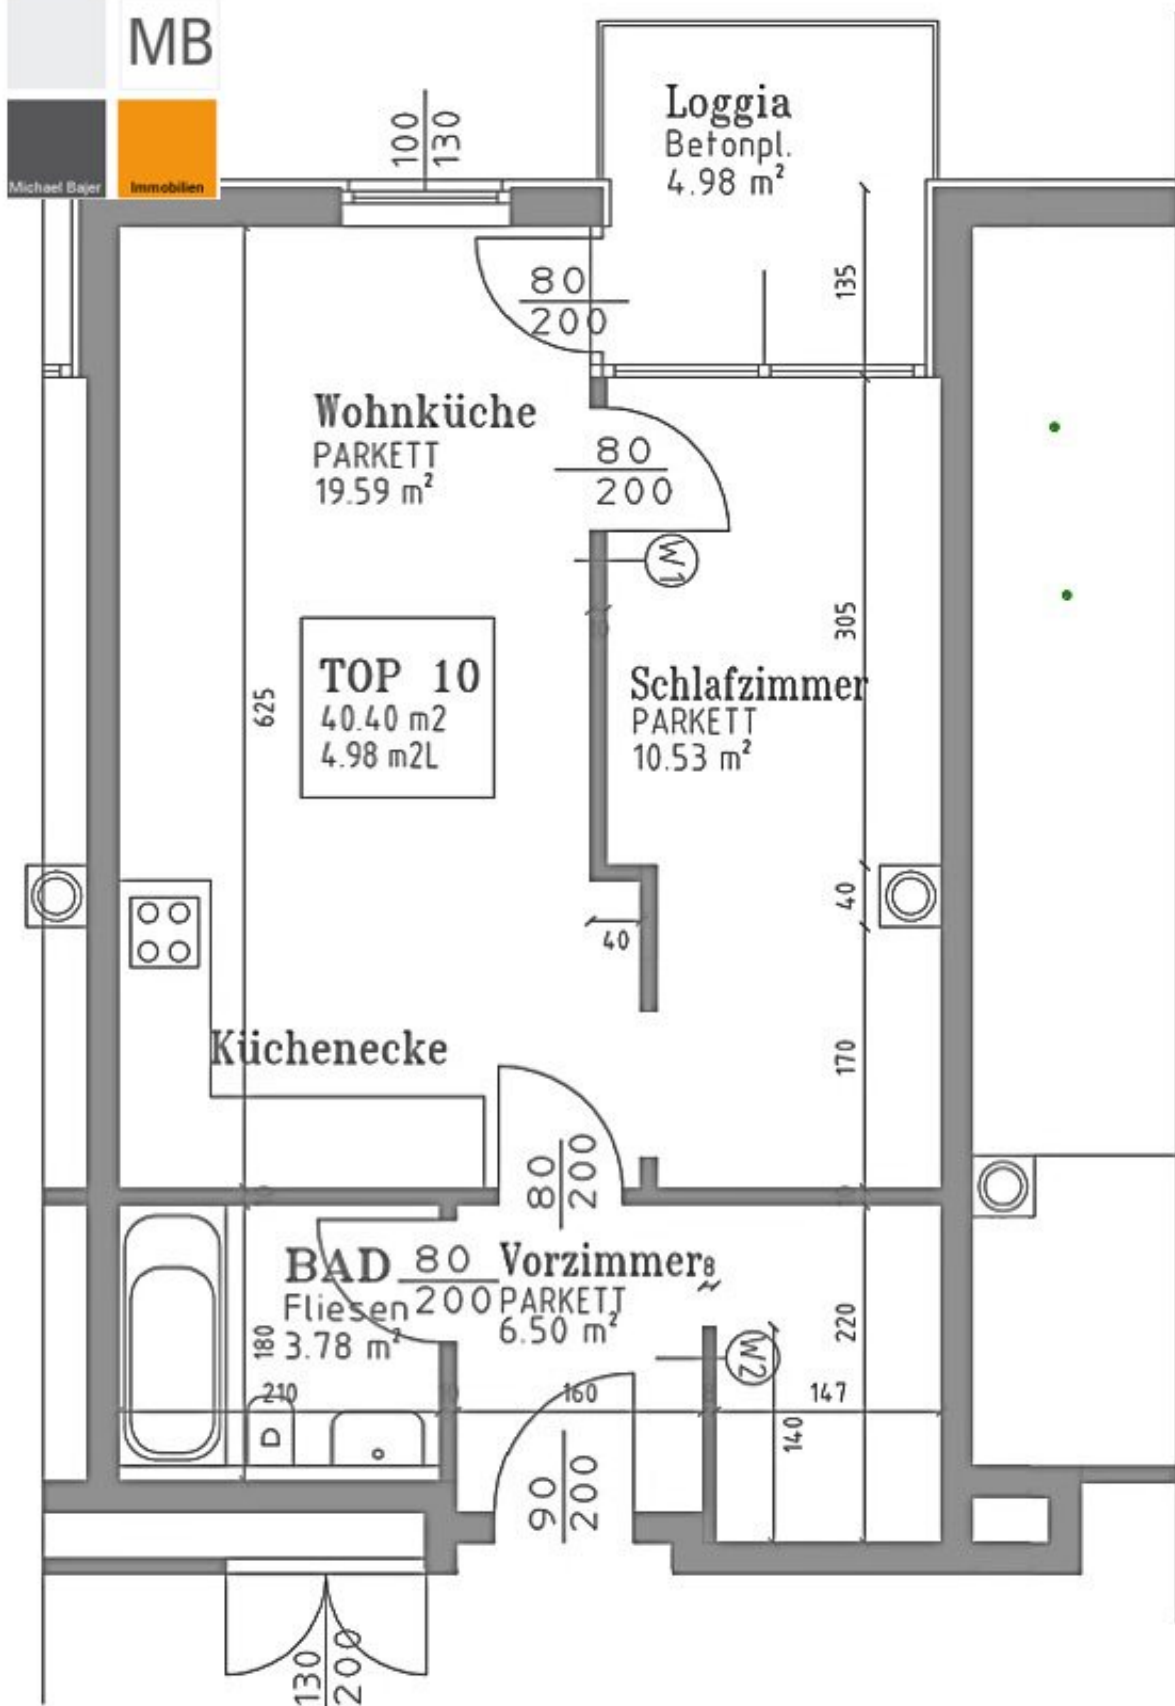 MB
Michael Bajer
Immobilien
100
130
Loggia
Betonpl.
4.98 m²
135
80
200
Wohnküche
PARKETT
19.59 m²
80
200
W1
305
TOP 10
40.40 m2
4.98 m2L
625
Schlafzimmer
PARKETT
10.53 m²
40
40
Küchenecke
170
80
200
BAD
Fliesen
3.78 m²
80
200
Vorzimmer
PARKETT
6.50 m²
8
220
180
W2
210
160
147
140
90
200
130
200